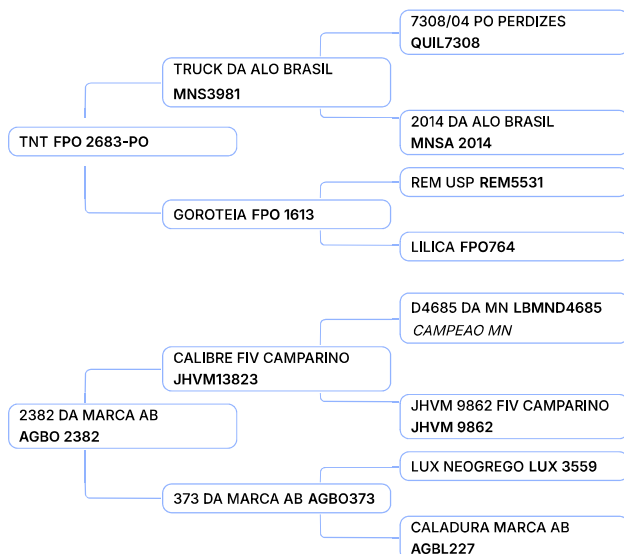 7308/04 PO PERDIZES
QUIL7308
TRUCK DA ALO BRASIL
MNS3981
2014 DA ALO BRASIL
MNSA 2014
TNT FPO 2683-PO
REM USP REM5531
GOROTEIA FPO 1613
LILICA FPO764
D4685 DA MN LBMND4685
CAMPEAO MN
CALIBRE FIV CAMPARINO
JHVM13823
JHVM 9862 FIV CAMPARINO
JHVM 9862
2382 DA MARCA AB
AGBO 2382
LUX NEOGREGO LUX 3559
373 DA MARCA AB AGBO373
CALADURA MARCA AB
AGBL227